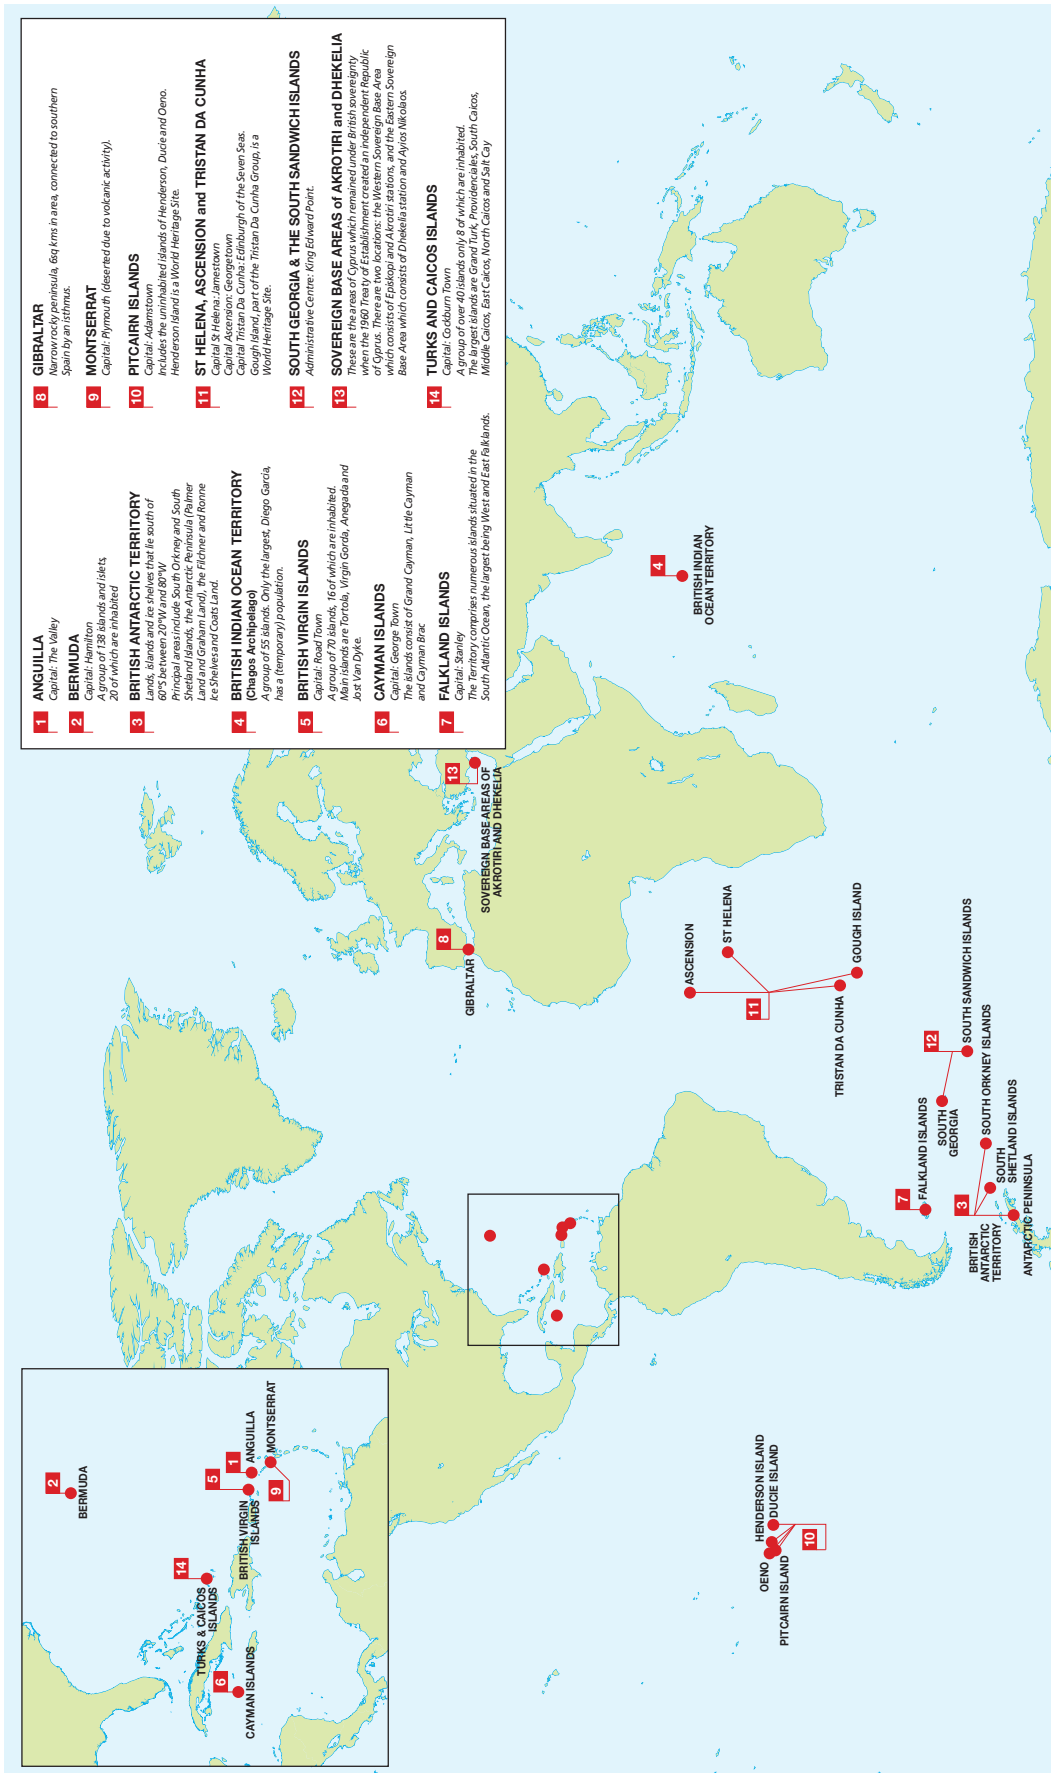 1
ANGUILLA
Capital: The Valley
2
BERMUDA
Capital: Hamilton
A group of 138 islands and islets,
20 of which are inhabited
3
BRITISH ANTARCTIC TERRITORY
Lands, islands and ice shelves that lie south of
60°S between 20°W and 80°W
Principal areas include South Orkney and South
Shetland Islands, the Antarctic Peninsula (Palmer
Land and Graham Land), the Filchner and Ronne
Ice Shelves and Coats Land.
4
BRITISH INDIAN OCEAN TERRITORY
(Chagos Archipelago)
A group of 55 islands. Only the largest, Diego Garcia,
has a (temporary) population.
5
BRITISH VIRGIN ISLANDS
Capital: Road Town
A group of 70 islands, 16 of which are inhabited.
Main islands are Tortola, Virgin Gorda, Anegada and
Jost Van Dyke.
6
CAYMAN ISLANDS
Capital: George Town
The islands consist of Grand Cayman, Little Cayman
and Cayman Brac
7
FALKLAND ISLANDS
Capital: Stanley
The Territory comprises numerous islands situated in the
South Atlantic Ocean, the largest being West and East Falklands.
8
GIBRALTAR
Narrow rocky peninsula, 6sq kms in area, connected to southern
Spain by an isthmus.
9
MONTSERRAT
Capital: Plymouth (deserted due to volcanic activity).
10
PITCAIRN ISLANDS
Capital: Adamstown
Includes the uninhabited islands of Henderson, Ducie and Oeno.
Henderson Island is a World Heritage Site.
11
ST HELENA, ASCENSION and TRISTAN DA CUNHA
Capital St Helena: Jamestown
Capital Ascension: Georgetown
Capital Tristan Da Cunha: Edinburgh of the Seven Seas.
Gough Island, part of the Tristan Da Cunha Group, is a
World Heritage Site.
12
SOUTH GEORGIA & THE SOUTH SANDWICH ISLANDS
Administrative Centre: King Edward Point.
13
SOVEREIGN BASE AREAS of AKROTIRI and DHEKELIA
These are the areas of Cyprus which remained under British sovereignty
when the 1960 Treaty of Establishment created an independent Republic
of Cyprus. There are two locations: the Western Sovereign Base Area
which consists of Episkopi and Akrotiri stations, and the Eastern Sovereign
Base Area which consists of Dhekelia station and Ayios Nikolaos.
14
TURKS AND CAICOS ISLANDS
Capital: Cockburn Town
A group of over 40 islands only 8 of which are inhabited.
The largest islands are Grand Turk, Providenciales, South Caicos,
Middle Caicos, East Caicos, North Caicos and Salt Cay
2
BERMUDA
14
TURKS & CAICOS
ISLANDS
5
BRITISH VIRGIN
ISLANDS
1
ANGUILLA
9
MONTSERRAT
6
CAYMAN ISLANDS
8
GIBRALTAR
13
SOVEREIGN BASE AREAS OF
AKROTIRI AND DHEKELIA
4
BRITISH INDIAN
OCEAN TERRITORY
ASCENSION
ST HELENA
11
TRISTAN DA CUNHA
GOUGH ISLAND
HENDERSON ISLAND
DUCIE ISLAND
OENO
PITCAIRN ISLAND
10
7
FALKLAND ISLANDS
12
SOUTH
GEORGIA
SOUTH SANDWICH ISLANDS
3
BRITISH
ANTARCTIC
TERRITORY
SOUTH ORKNEY ISLANDS
SOUTH
SHETLAND ISLANDS
ANTARCTIC PENINSULA